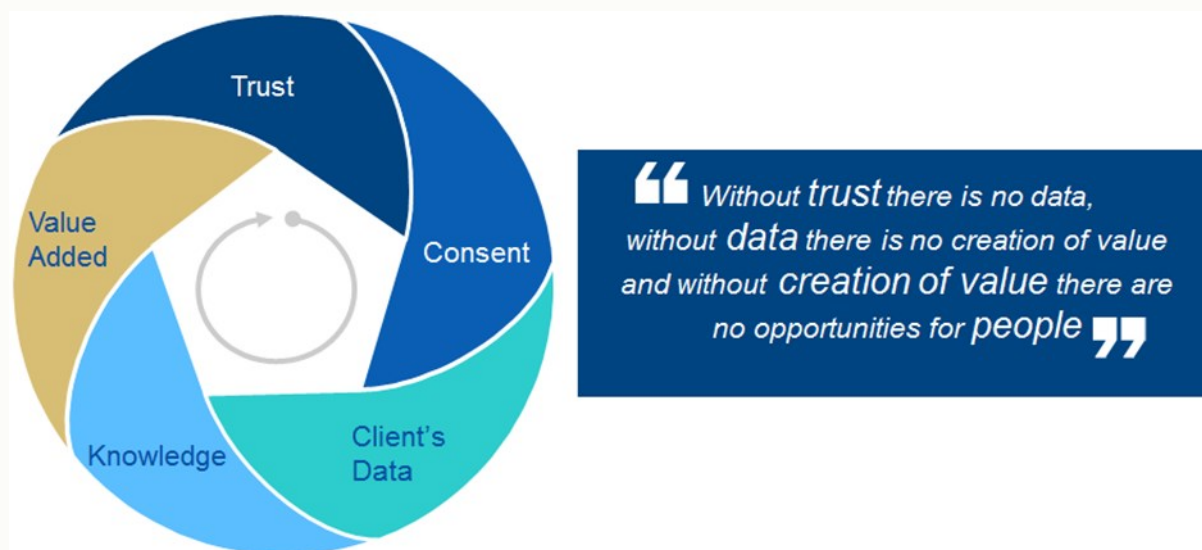 Trust
Consent
Client's
Data
Knowledge
Value
Added
“ Without trust there is no data,
without data there is no creation of value
and without creation of value there are
no opportunities for people ”